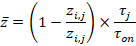 z̄ = (1 − z_{i,j} / z_{i,j}) × τ_j / τ_{on}